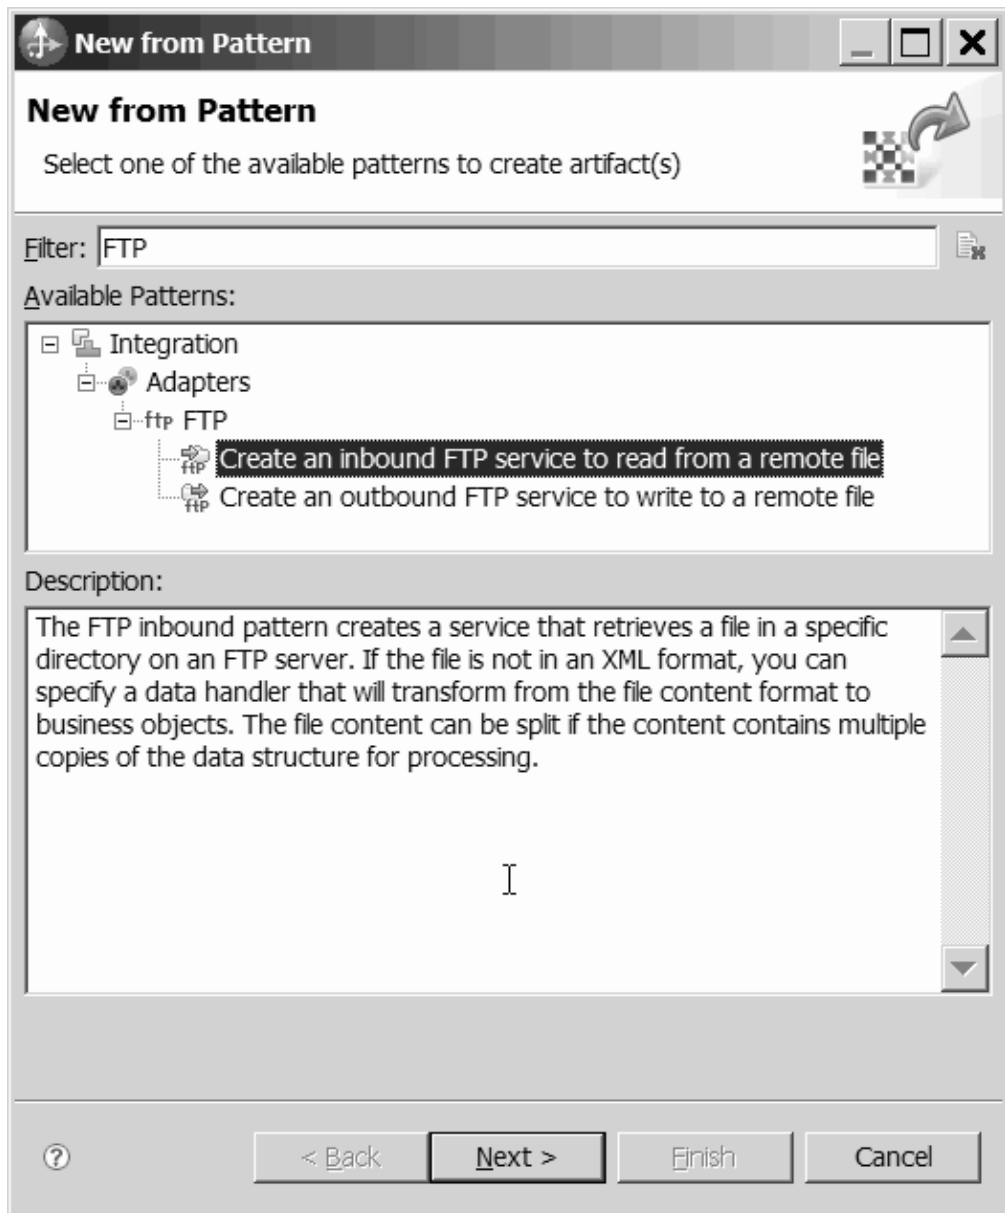 New from Pattern
New from Pattern
Select one of the available patterns to create artifact(s)
Filter: FTP
Available Patterns:
Integration
Adapters
ftp FTP
ftp Create an inbound FTP service to read from a remote file
ftp Create an outbound FTP service to write to a remote file
Description:
The FTP inbound pattern creates a service that retrieves a file in a specific
directory on an FTP server. If the file is not in an XML format, you can
specify a data handler that will transform from the file content format to
business objects. The file content can be split if the content contains multiple
copies of the data structure for processing.
? < Back Next > Finish Cancel